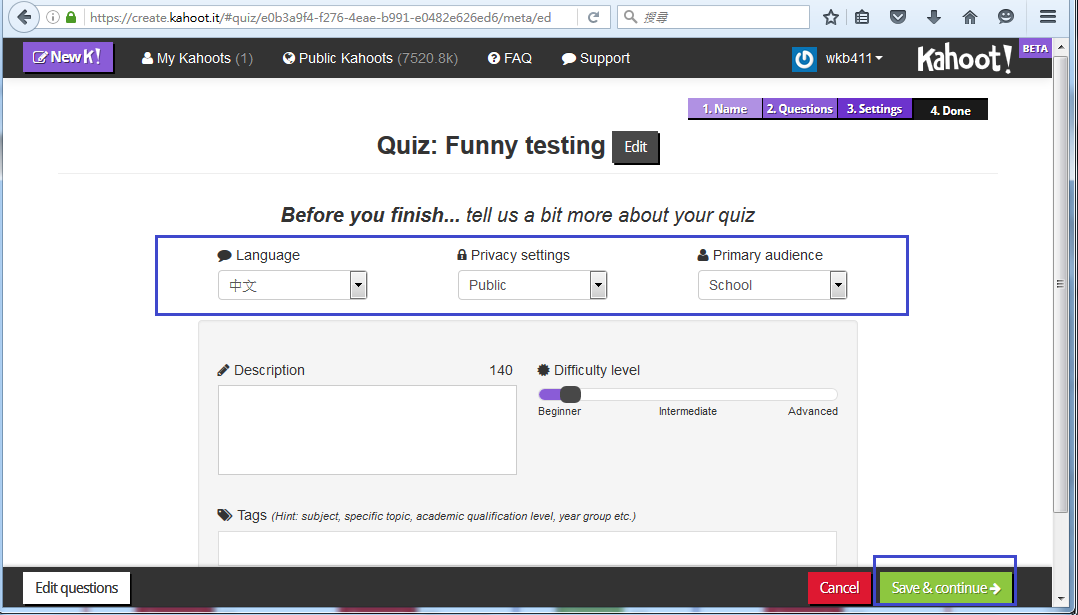 https://create.kahoot.it/#quiz/e0b3a9f4-f276-4eae-b991-e0482e626ed6/meta/ed
搜尋
New K!
My Kahoots (1)
Public Kahoots (7520.8k)
FAQ
Support
wkb411
Kahoot!
BETA
1. Name
2. Questions
3. Settings
4. Done
Quiz: Funny testing
Edit
Before you finish... tell us a bit more about your quiz
Language
Privacy settings
Primary audience
中文
Public
School
Description
140
Difficulty level
Beginner
Intermediate
Advanced
Tags (Hint: subject, specific topic, academic qualification level, year group etc.)
Edit questions
Cancel
Save & continue